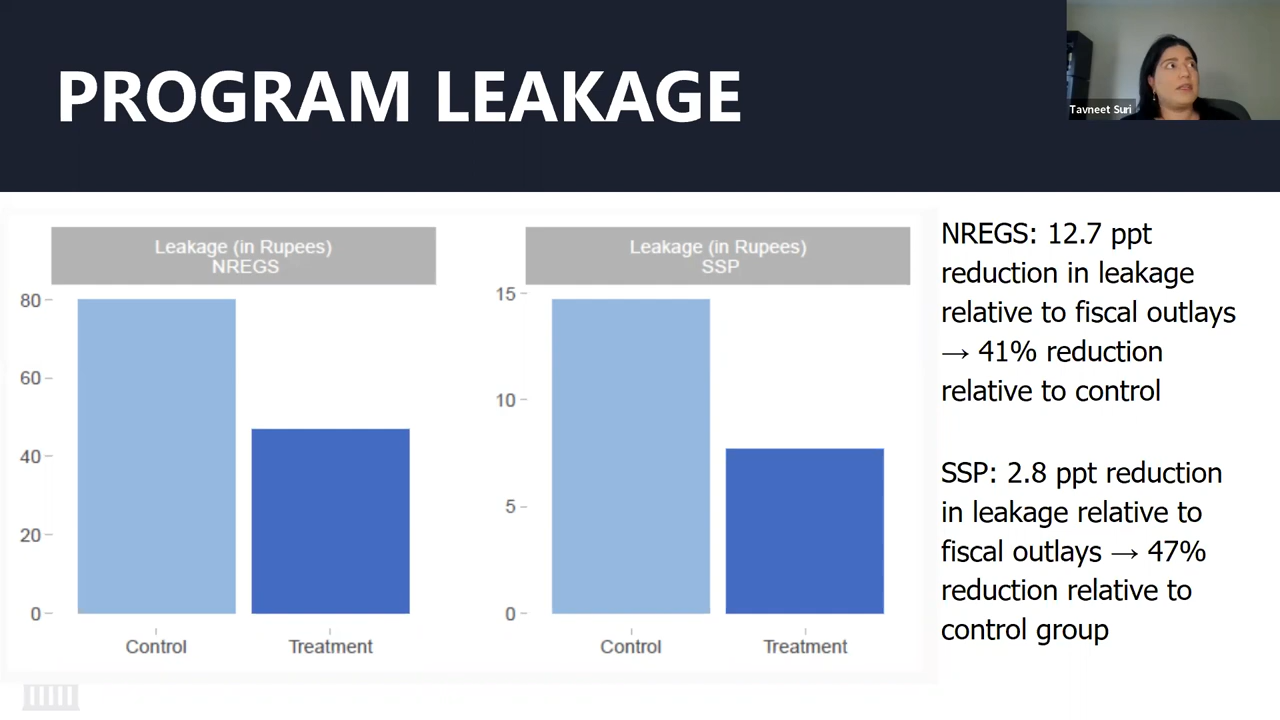 PROGRAM LEAKAGE
Tavneet Suri
Leakage (in Rupees)
NREGS
80
60
40
20
0
Control
Treatment
Leakage (in Rupees)
SSP
15
10
5
0
Control
Treatment
NREGS: 12.7 ppt
reduction in leakage
relative to fiscal outlays
→ 41% reduction
relative to control
SSP: 2.8 ppt reduction
in leakage relative to
fiscal outlays → 47%
reduction relative to
control group